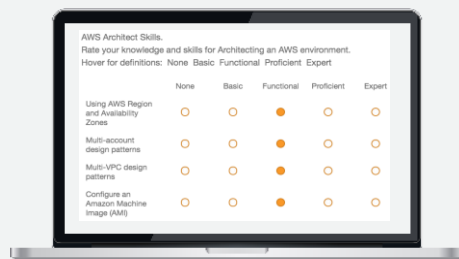 AWS Architect Skills.
Rate your knowledge and skills for Architecting an AWS environment.
Hover for definitions: None Basic Functional Proficient Expert
None Basic Functional Proficient Expert
Using AWS Region
and Availability
Zones
Multi-account
design patterns
Multi-VPC design
patterns
Configure an
Amazon Machine
Image (AMI)